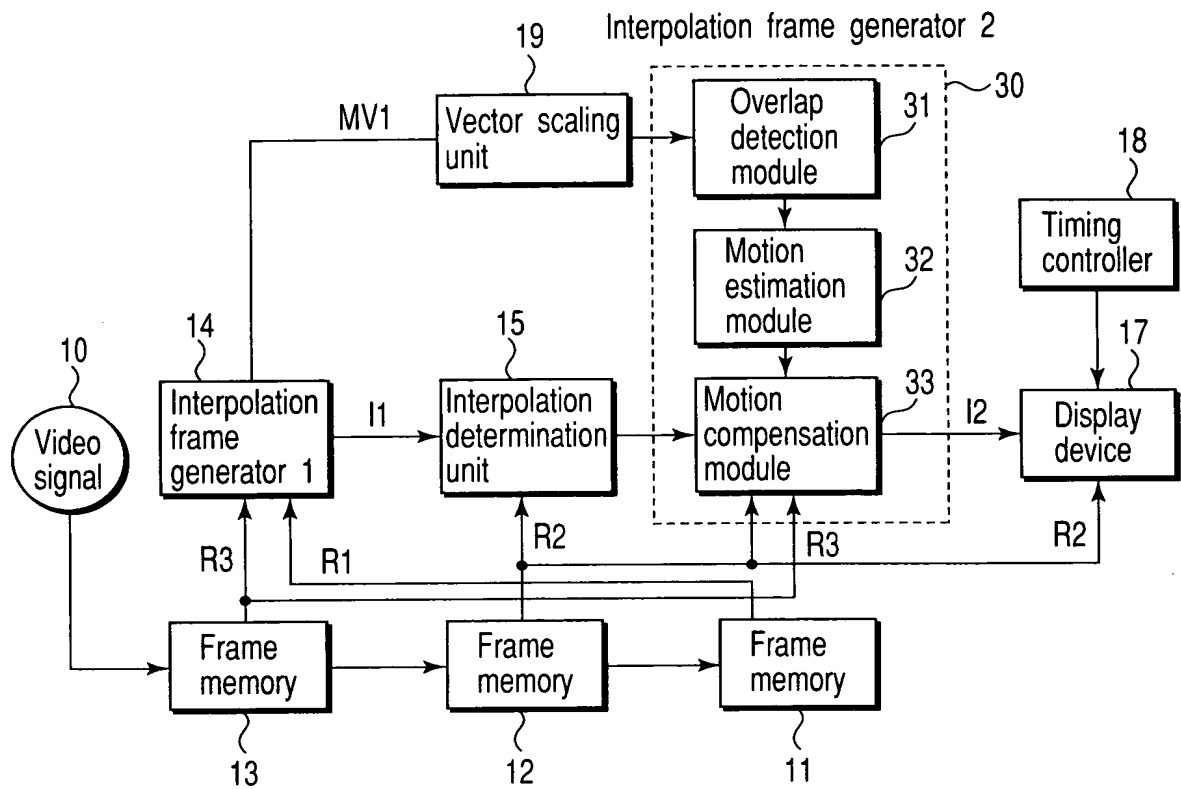 Interpolation frame generator 2
19
30
MV1
Vector scaling
unit
Overlap
detection
module
31
18
Timing
controller
Motion
estimation
module
32
10
Video
signal
14
Interpolation
frame
generator 1
I1
15
Interpolation
determination
unit
Motion
compensation
module
33
I2
17
Display
device
R3
R1
R2
R3
R2
Frame
memory
13
Frame
memory
12
Frame
memory
11